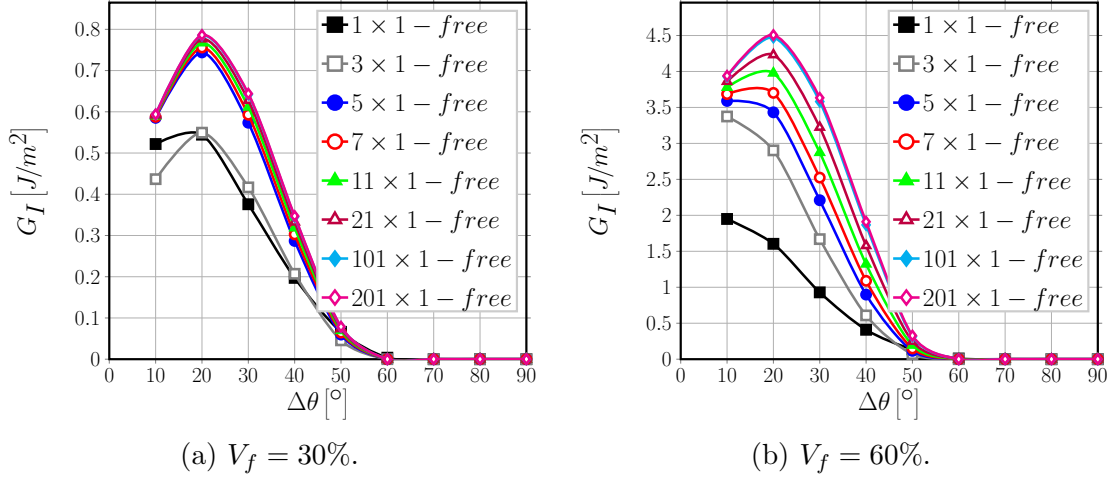 0.8
0.7
0.6
0.5
0.4
0.3
0.2
0.1
0
G_I [J/m^2]
0 10 20 30 40 50 60 70 80 90
Δθ [°]
1 × 1 − free
3 × 1 − free
5 × 1 − free
7 × 1 − free
11 × 1 − free
21 × 1 − free
101 × 1 − free
201 × 1 − free
(a) V_f = 30%.
4.5
4
3.5
3
2.5
2
1.5
1
0.5
0
G_I [J/m^2]
0 10 20 30 40 50 60 70 80 90
Δθ [°]
1 × 1 − free
3 × 1 − free
5 × 1 − free
7 × 1 − free
11 × 1 − free
21 × 1 − free
101 × 1 − free
201 × 1 − free
(b) V_f = 60%.